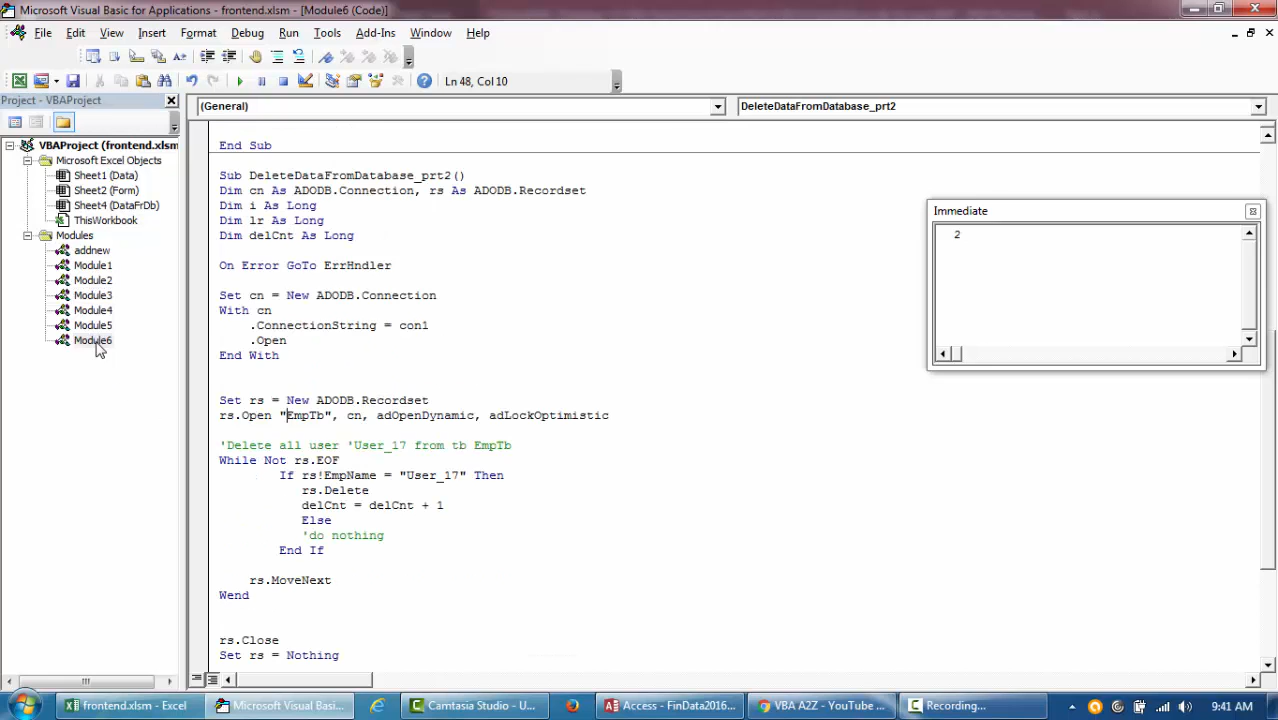 Microsoft Visual Basic for Applications - frontend.xlsm - [Module6 (Code)]
File Edit View Insert Format Debug Run Tools Add-Ins Window Help
Ln 48, Col 10
Project - VBAProject
(General)
DeleteDataFromDatabase_prt2
VBAProject (frontend.xlsm
Microsoft Excel Objects
Sheet1 (Data)
Sheet2 (Form)
Sheet4 (DataFrDb)
ThisWorkbook
Modules
addnew
Module1
Module2
Module3
Module4
Module5
Module6
End Sub
Sub DeleteDataFromDatabase_prt2()
Dim cn As ADODB.Connection, rs As ADODB.Recordset
Dim i As Long
Dim lr As Long
Dim delCnt As Long
On Error GoTo ErrHndler
Set cn = New ADODB.Connection
With cn
.ConnectionString = con1
.Open
End With
Set rs = New ADODB.Recordset
rs.Open "EmpTb", cn, adOpenDynamic, adLockOptimistic
'Delete all user 'User_17 from tb EmpTb
While Not rs.EOF
If rs!EmpName = "User_17" Then
rs.Delete
delCnt = delCnt + 1
Else
'do nothing
End If
rs.MoveNext
Wend
rs.Close
Set rs = Nothing
Immediate
2
frontend.xlsm - Excel
Microsoft Visual Basi...
Camtasia Studio - U...
Access - FinData2016...
VBA A2Z - YouTube ...
Recording...
9:41 AM